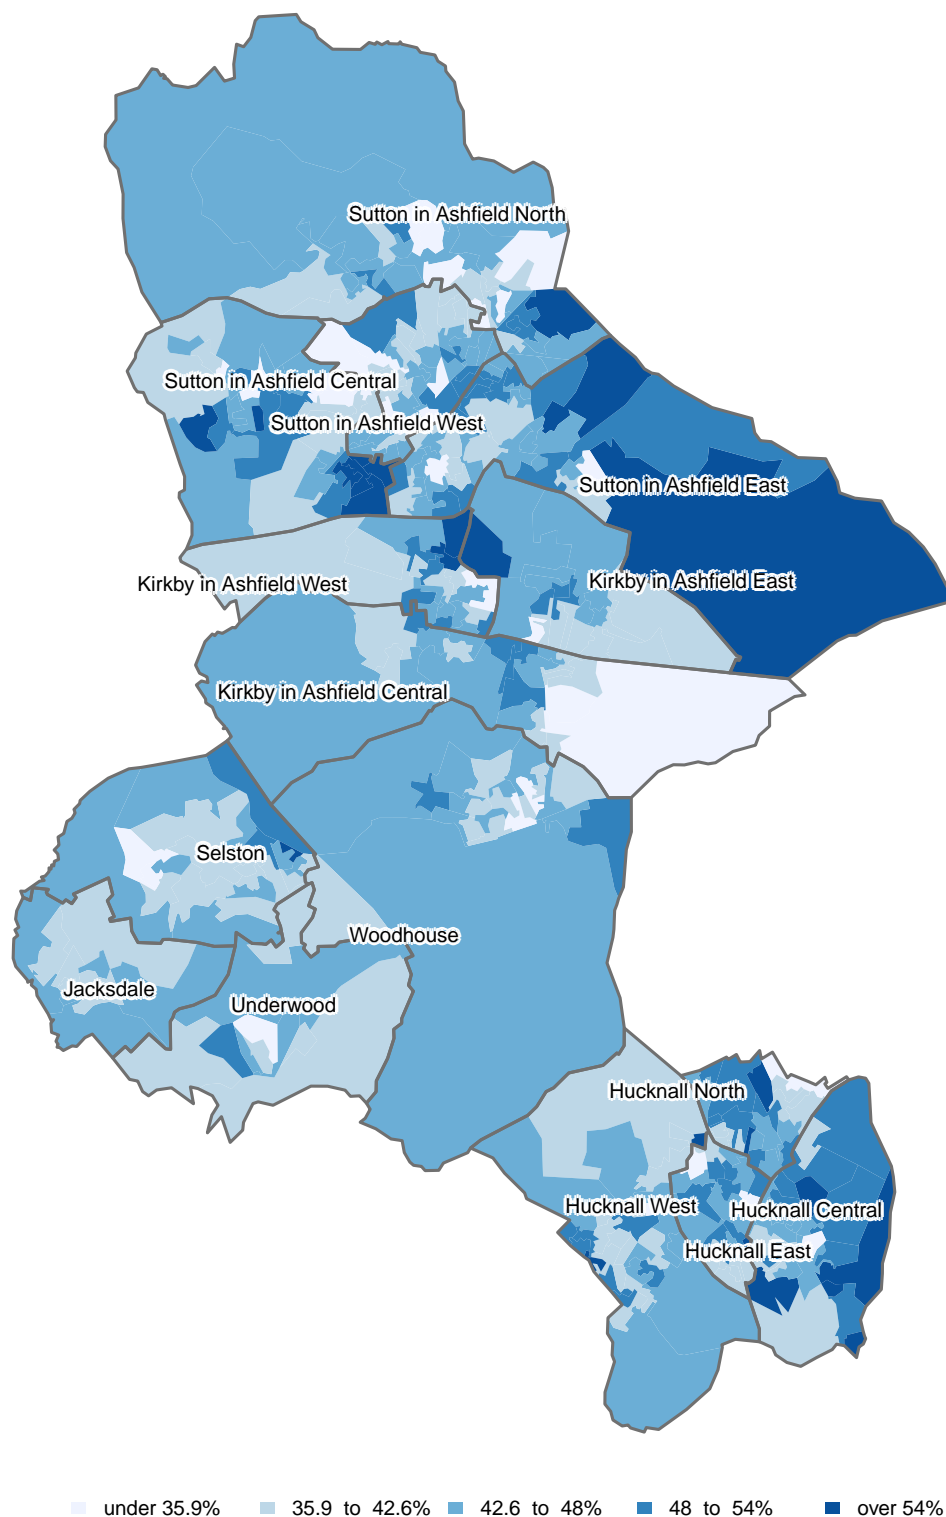 Sutton in Ashfield North
Sutton in Ashfield Central
Sutton in Ashfield West
Sutton in Ashfield East
Kirkby in Ashfield West
Kirkby in Ashfield East
Kirkby in Ashfield Central
Selston
Woodhouse
Jacksdale
Underwood
Hucknall North
Hucknall West
Hucknall Central
Hucknall East
under 35.9% 35.9 to 42.6% 42.6 to 48% 48 to 54% over 54%